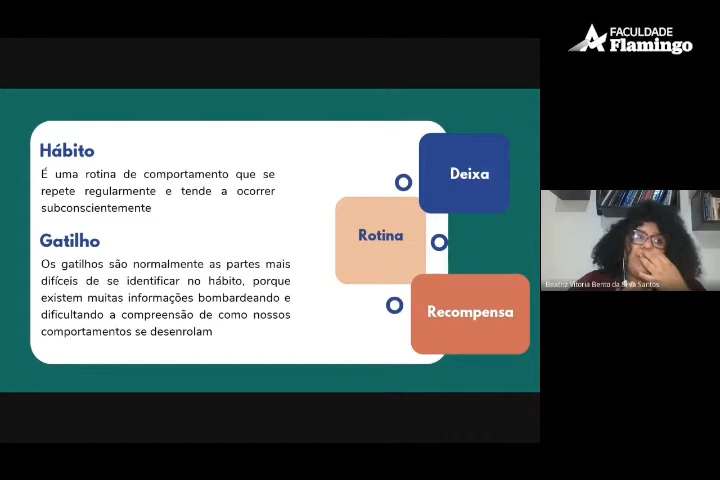 FACULDADE
Flamingo
Hábito
É uma rotina de comportamento que se
repete regularmente e tende a ocorrer
subconscientemente
Gatilho
Os gatilhos são normalmente as partes mais
difíceis de se identificar no hábito, porque
existem muitas informações bombardeando e
dificultando a compreensão de como nossos
comportamentos se desenrolam
Deixa
Rotina
Recompensa
Beatriz Vitoria Bento da Silva Santos